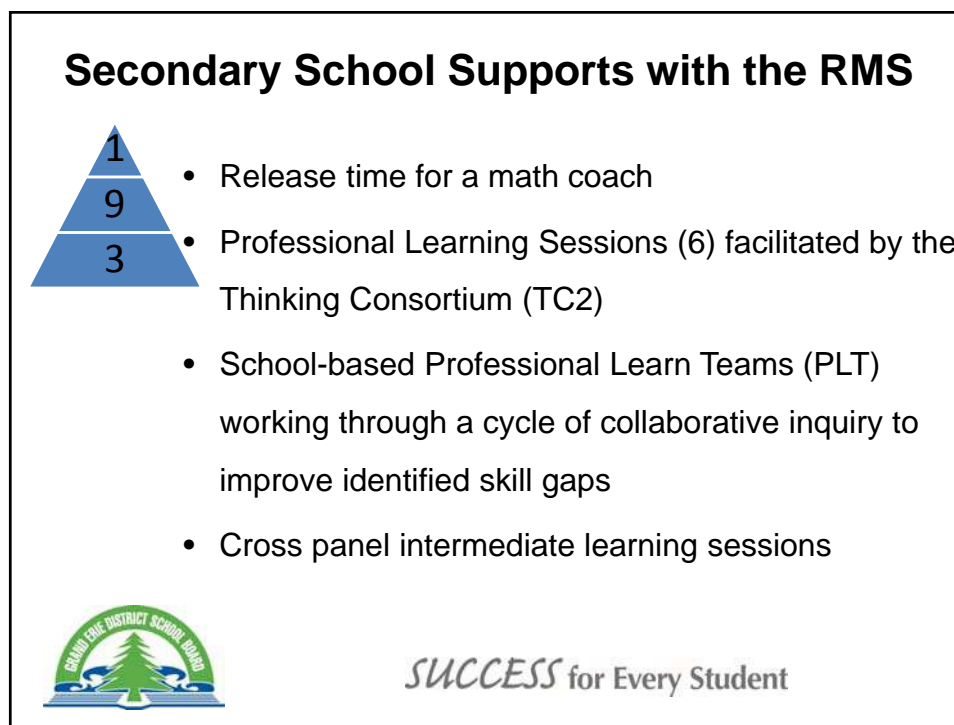 Secondary School Supports with the RMS
1
9
3
• Release time for a math coach
• Professional Learning Sessions (6) facilitated by the
Thinking Consortium (TC2)
• School-based Professional Learn Teams (PLT)
working through a cycle of collaborative inquiry to
improve identified skill gaps
• Cross panel intermediate learning sessions
GRAND ERIE DISTRICT SCHOOL BOARD
SUCCESS for Every Student